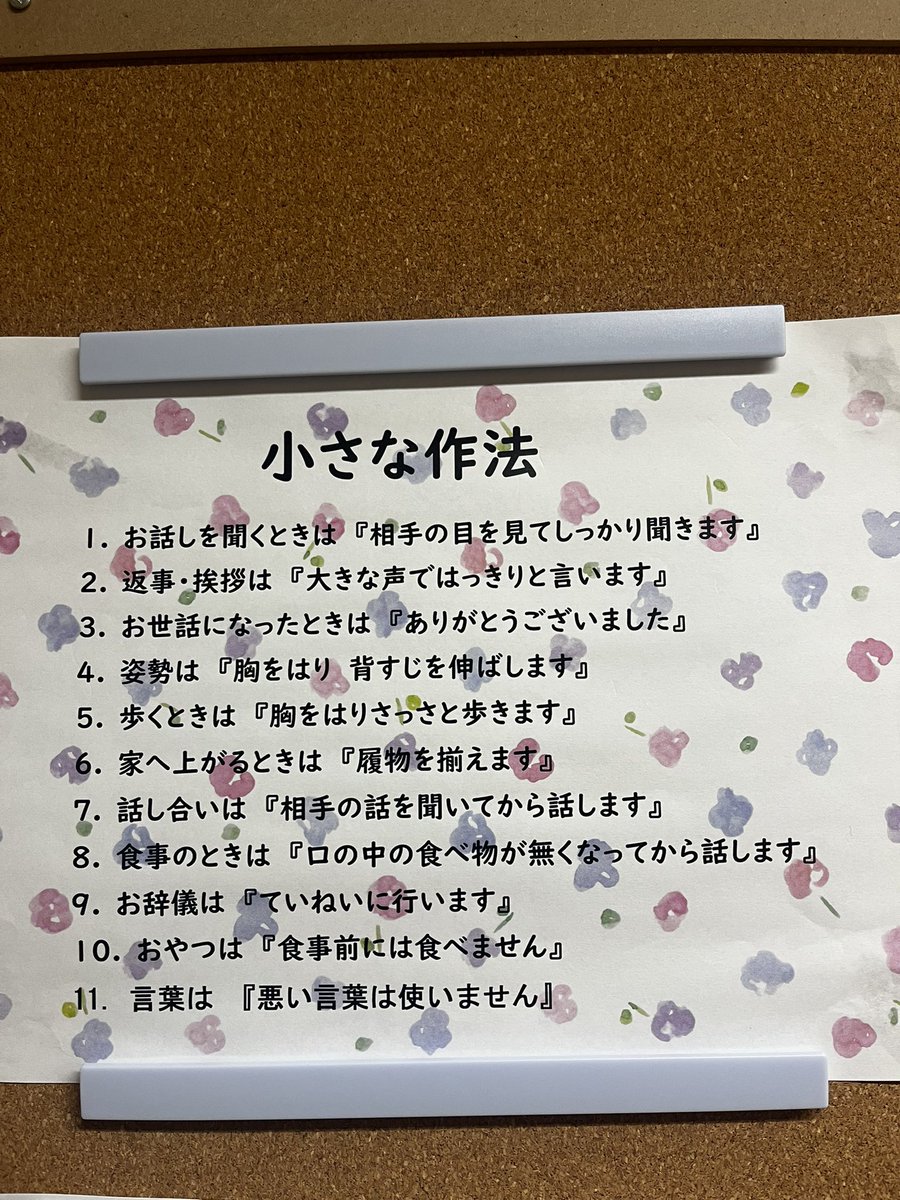 小さな作法
1. お話しを聞くときは『相手の目を見てしっかり聞きます』
2. 返事・挨拶は『大きな声ではっきりと言います』
3. お世話になったときは『ありがとうございました』
4. 姿勢は『胸をはり 背すじを伸ばします』
5. 歩くときは『胸をはりさっさと歩きます』
6. 家へ上がるときは『履物を揃えます』
7. 話し合いは『相手の話を聞いてから話します』
8. 食事のときは『口の中の食べ物が無くなってから話します』
9. お辞儀は『ていねいに行います』
10. おやつは『食事前には食べません』
11. 言葉は 『悪い言葉は使いません』